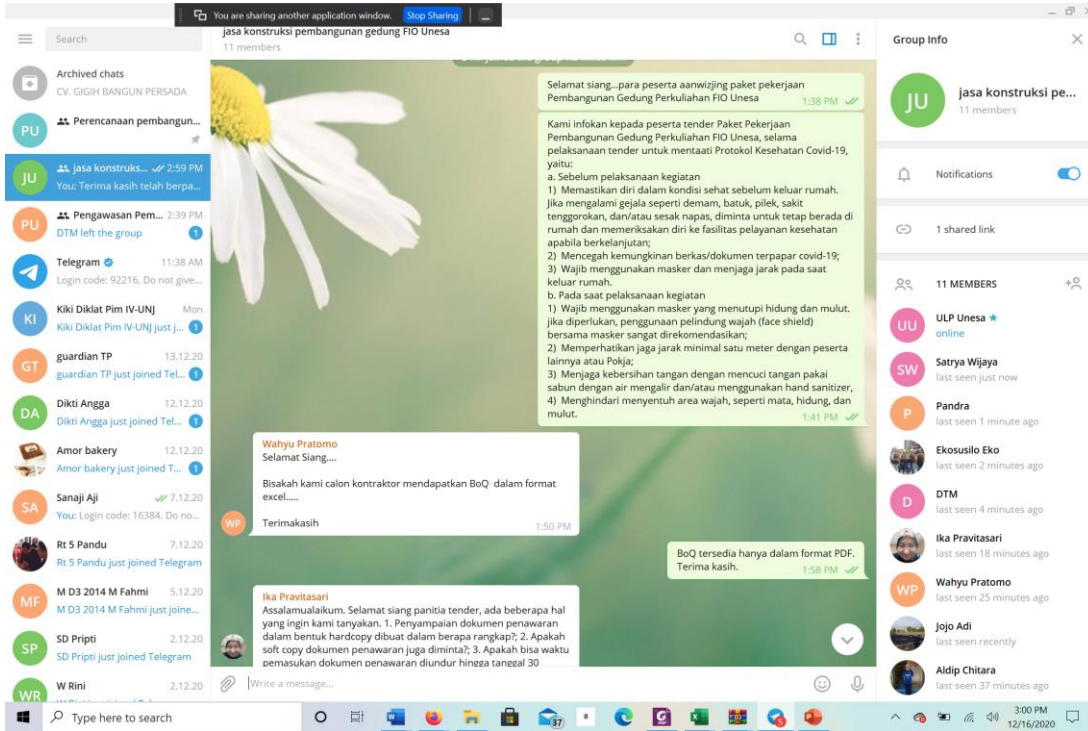 You are sharing another application window. Stop Sharing
Search
Archived chats
CV. GIGIH BANGUN PERSADA
PU
Perencanaan pembangun...
JU
jasa konstruks... 2:59 PM
You: Terima kasih telah berpa...
PU
Pengawasan Pem... 2:39 PM
DTM left the group 1
Telegram 11:38 AM
Login code: 92216. Do not give...
KI
Kiki Diklat Pim IV-UNJ Mon
Kiki Diklat Pim IV-UNJ just j... 1
GT
guardian TP 13.12.20
guardian TP just joined Tel... 1
DA
Dikti Angga 12.12.20
Dikti Angga just joined Tel... 1
Amor bakery 12.12.20
Amor bakery just joined T... 1
SA
Sanaji Aji 7.12.20
You: Login code: 16384. Do no...
Rt 5 Pandu 7.12.20
Rt 5 Pandu just joined Telegram
MF
M D3 2014 M Fahmi 5.12.20
M D3 2014 M Fahmi just joine...
SP
SD Pripti 2.12.20
SD Pripti just joined Telegram
WR
W Rini 2.12.20
jasa konstruksi pembangunan gedung FIO Unesa
11 members
Selamat siang...para peserta aanwizjing paket pekerjaan
Pembangunan Gedung Perkuliahan FIO Unesa 1:38 PM
Kami infokan kepada peserta tender Paket Pekerjaan
Pembangunan Gedung Perkuliahan FIO Unesa, selama
pelaksanaan tender untuk mentaati Protokol Kesehatan Covid-19,
yaitu:
a. Sebelum pelaksanaan kegiatan
1) Memastikan diri dalam kondisi sehat sebelum keluar rumah.
Jika mengalami gejala seperti demam, batuk, pilek, sakit
tenggorokan, dan/atau sesak napas, diminta untuk tetap berada di
rumah dan memeriksakan diri ke fasilitas pelayanan kesehatan
apabila berkelanjutan;
2) Mencegah kemungkinan berkas/dokumen terpapar covid-19;
3) Wajib menggunakan masker dan menjaga jarak pada saat
keluar rumah.
b. Pada saat pelaksanaan kegiatan
1) Wajib menggunakan masker yang menutupi hidung dan mulut.
jika diperlukan, penggunaan pelindung wajah (face shield)
bersama masker sangat direkomendasikan;
2) Memperhatikan jaga jarak minimal satu meter dengan peserta
lainnya atau Pokja;
3) Menjaga kebersihan tangan dengan mencuci tangan pakai
sabun dengan air mengalir dan/atau menggunakan hand sanitizer,
4) Menghindari menyentuh area wajah, seperti mata, hidung, dan
mulut. 1:41 PM
Wahyu Pratomo
Selamat Siang....
Bisakah kami calon kontraktor mendapatkan BoQ dalam format
excel.....
WP
Terimakasih 1:50 PM
BoQ tersedia hanya dalam format PDF.
Terima kasih. 1:58 PM
Ika Pravitasari
Assalamualaikum. Selamat siang panitia tender, ada beberapa hal
yang ingin kami tanyakan. 1. Penyampaian dokumen penawaran
dalam bentuk hardcopy dibuat dalam berapa rangkap?; 2. Apakah
soft copy dokumen penawaran juga diminta?; 3. Apakah bisa waktu
pemasukan dokumen penawaran diundur hingga tanggal 30
Write a message...
Group Info
JU
jasa konstruksi pe...
11 members
Notifications
1 shared link
11 MEMBERS
UU
ULP Unesa
online
SW
Satrya Wijaya
last seen just now
P
Pandra
last seen 1 minute ago
Ekosusilo Eko
last seen 2 minutes ago
D
DTM
last seen 4 minutes ago
Ika Pravitasari
last seen 18 minutes ago
WP
Wahyu Pratomo
last seen 25 minutes ago
Jojo Adi
last seen recently
Aldip Chitara
last seen 37 minutes ago
Type here to search
37
a
3:00 PM
12/16/2020